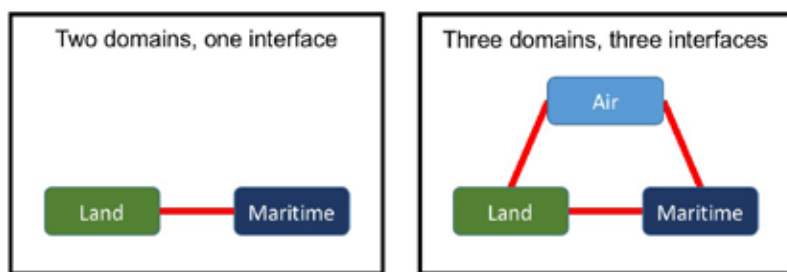 Two domains, one interface
Land
Maritime
Three domains, three interfaces
Air
Land
Maritime